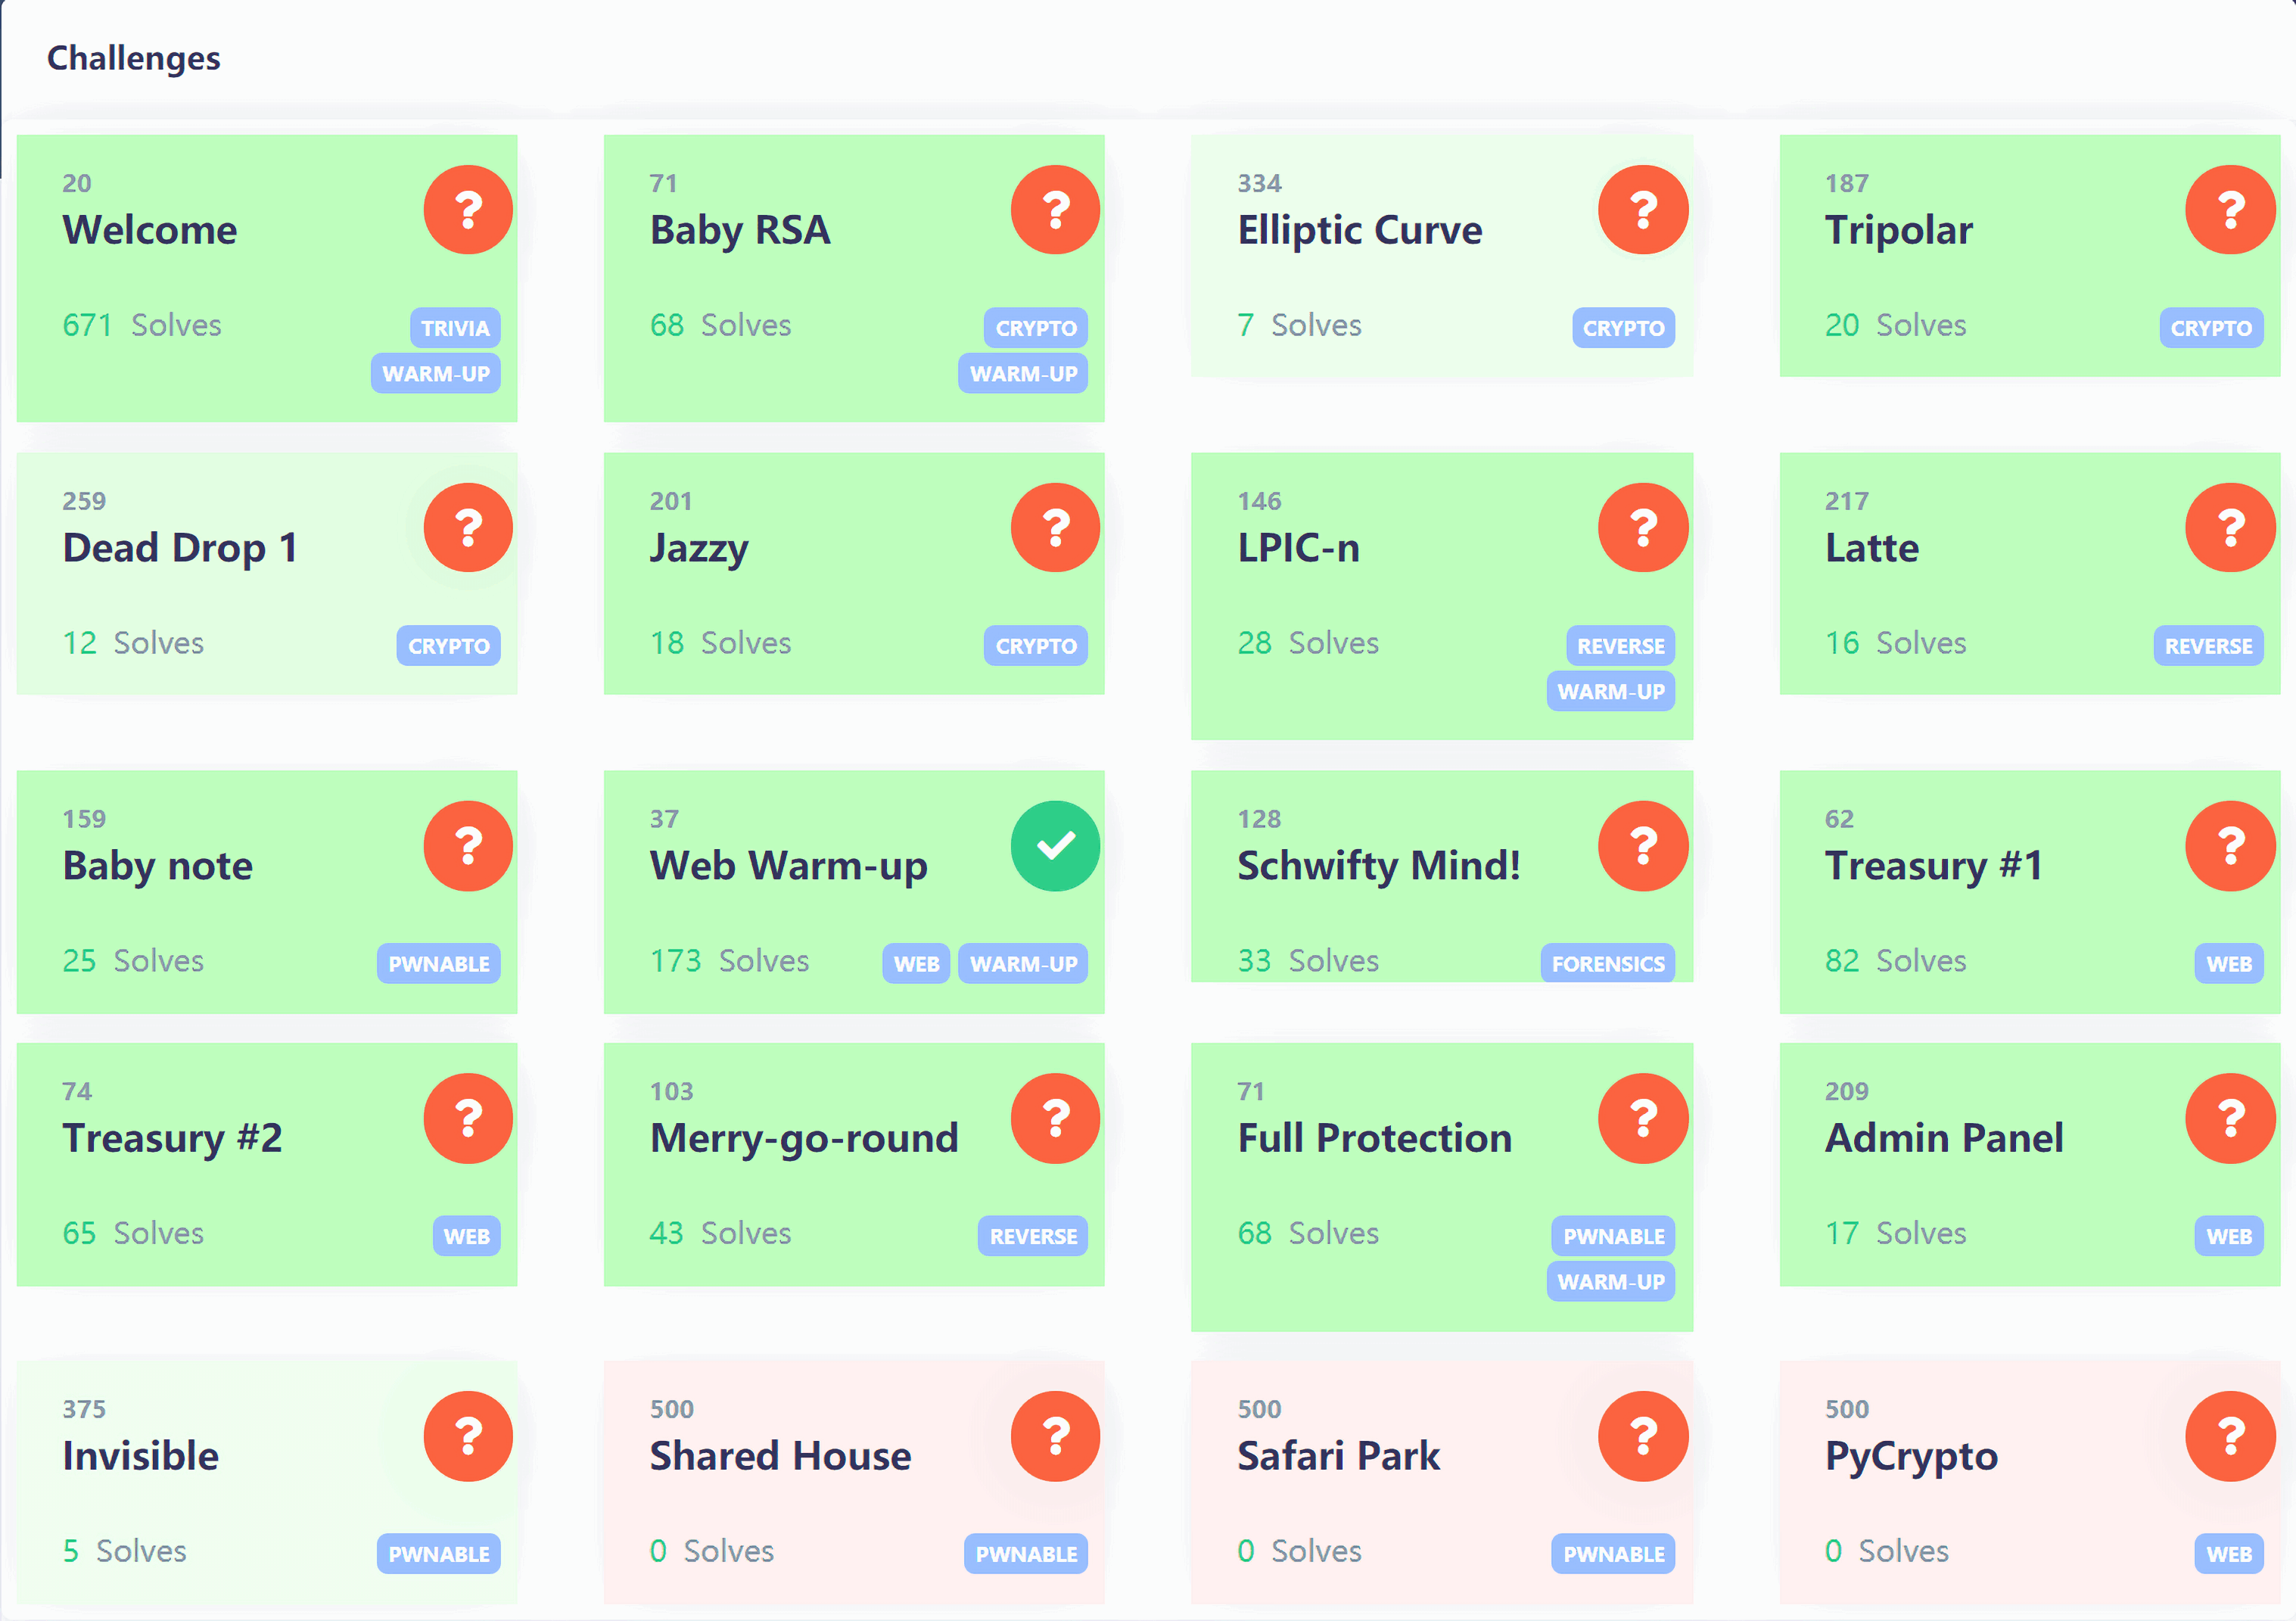 Challenges
20
Welcome
?
671 Solves
TRIVIA
WARM-UP
71
Baby RSA
?
68 Solves
CRYPTO
WARM-UP
334
Elliptic Curve
?
7 Solves
CRYPTO
187
Tripolar
?
20 Solves
CRYPTO
259
Dead Drop 1
?
12 Solves
CRYPTO
201
Jazzy
?
18 Solves
CRYPTO
146
LPIC-n
?
28 Solves
REVERSE
WARM-UP
217
Latte
?
16 Solves
REVERSE
159
Baby note
?
25 Solves
PWNABLE
37
Web Warm-up
173 Solves
WEB WARM-UP
128
Schwifty Mind!
?
33 Solves
FORENSICS
62
Treasury #1
?
82 Solves
WEB
74
Treasury #2
?
65 Solves
WEB
103
Merry-go-round
?
43 Solves
REVERSE
71
Full Protection
?
68 Solves
PWNABLE
WARM-UP
209
Admin Panel
?
17 Solves
WEB
375
Invisible
?
5 Solves
PWNABLE
500
Shared House
?
0 Solves
PWNABLE
500
Safari Park
?
0 Solves
PWNABLE
500
PyCrypto
?
0 Solves
WEB